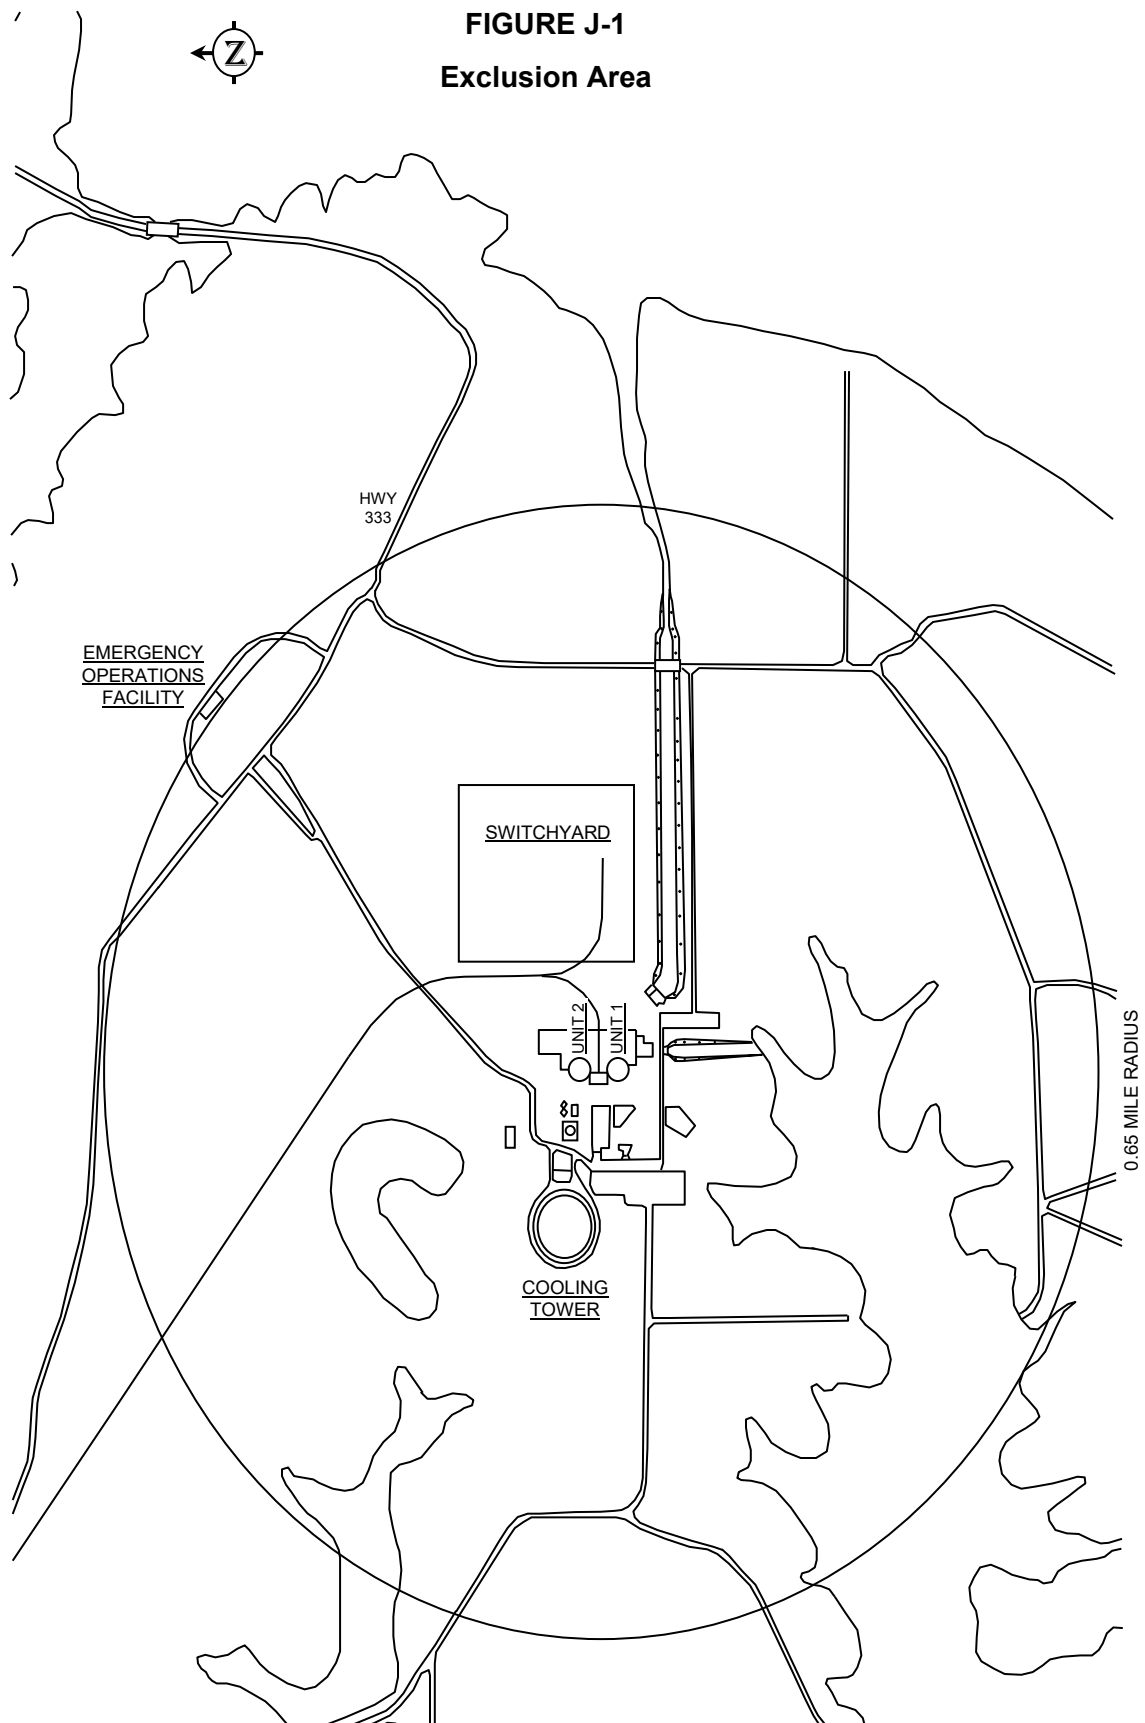 FIGURE J-1
Exclusion Area
N
HWY
333
EMERGENCY
OPERATIONS
FACILITY
SWITCHYARD
UNIT 2
UNIT 1
0.65 MILE RADIUS
COOLING
TOWER